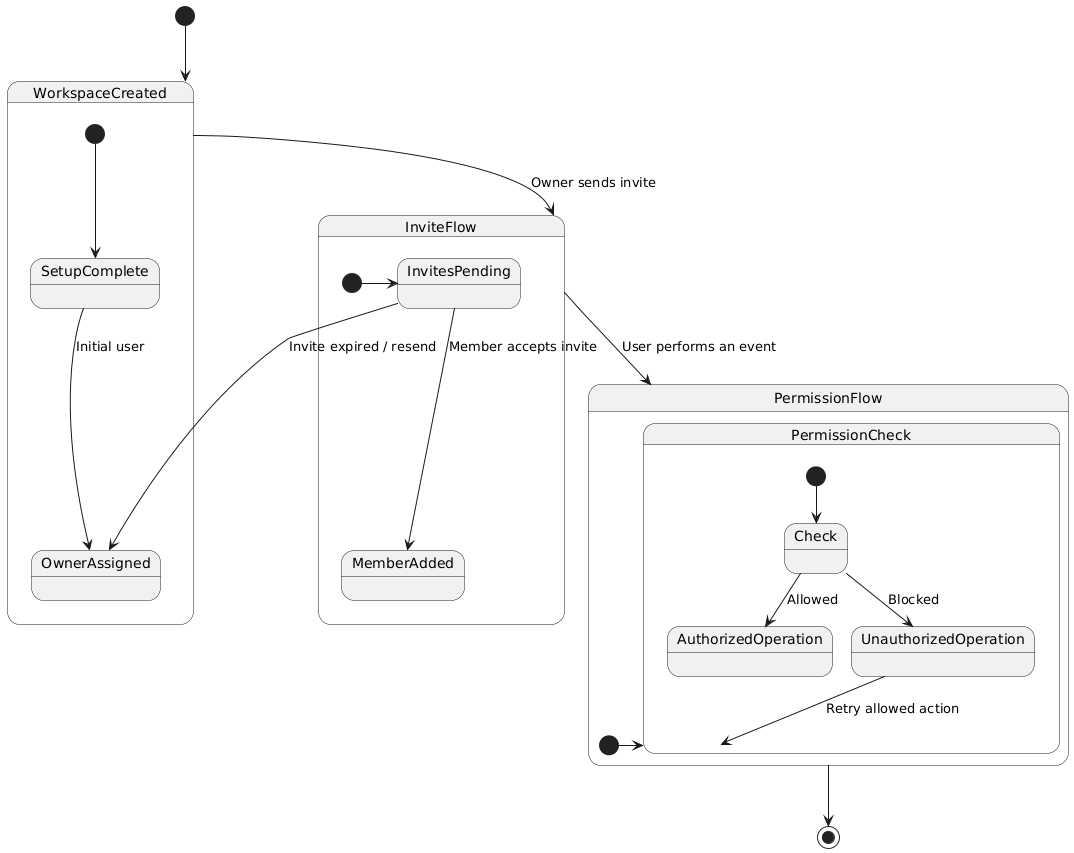 WorkspaceCreated
Owner sends invite
InviteFlow
SetupComplete
InvitesPending
Initial user
Invite expired / resend
Member accepts invite
User performs an event
PermissionFlow
PermissionCheck
Check
OwnerAssigned
MemberAdded
Allowed
Blocked
AuthorizedOperation
UnauthorizedOperation
Retry allowed action